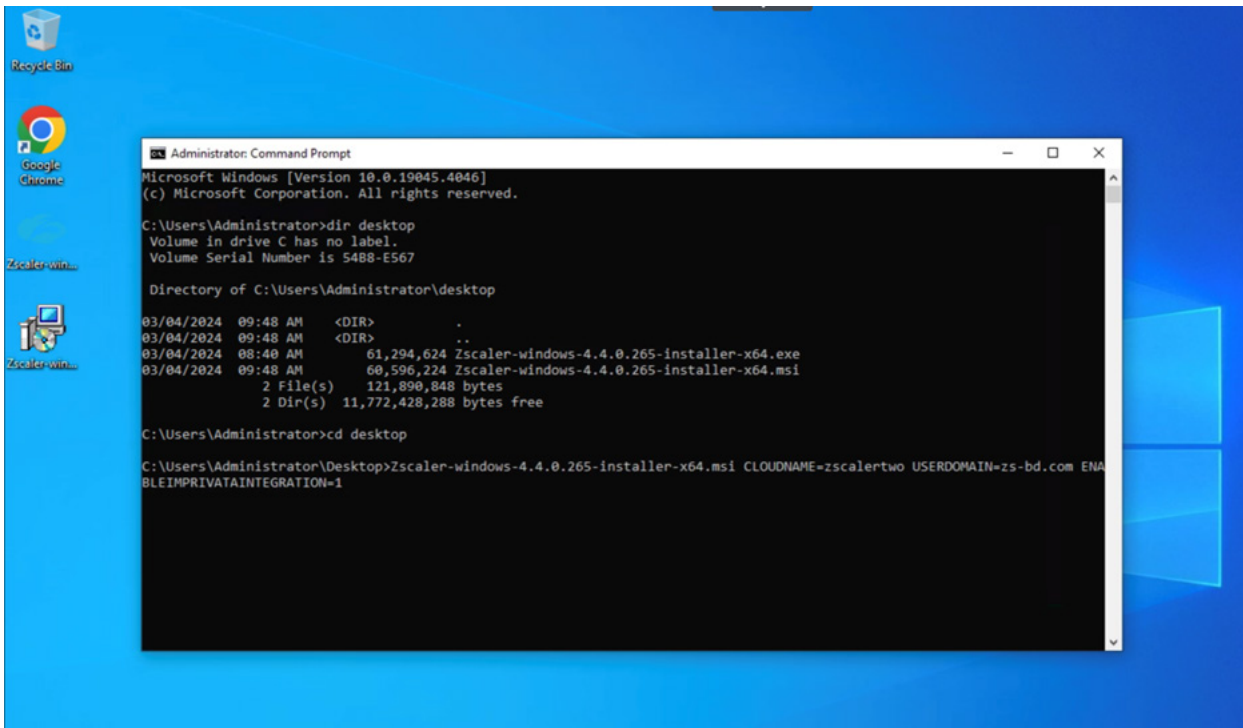 Recycle Bin
Google
Chrome
Zscaler-win...
Zscaler-win...
Administrator: Command Prompt
Microsoft Windows [Version 10.0.19045.4046]
(c) Microsoft Corporation. All rights reserved.
C:\Users\Administrator>dir desktop
Volume in drive C has no label.
Volume Serial Number is 54B8-E567
Directory of C:\Users\Administrator\desktop
03/04/2024 09:48 AM <DIR> .
03/04/2024 09:48 AM <DIR> ..
03/04/2024 08:40 AM 61,294,624 Zscaler-windows-4.4.0.265-installer-x64.exe
03/04/2024 09:48 AM 60,596,224 Zscaler-windows-4.4.0.265-installer-x64.msi
2 File(s) 121,890,848 bytes
2 Dir(s) 11,772,428,288 bytes free
C:\Users\Administrator>cd desktop
C:\Users\Administrator\Desktop>Zscaler-windows-4.4.0.265-installer-x64.msi CLOUDNAME=zscalertwo USERDOMAIN=zs-bd.com ENA
BLEIMPRIVATAINTEGRATION=1